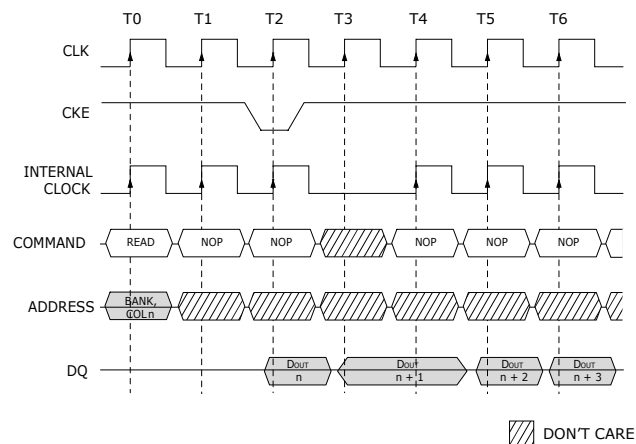 T0 T1 T2 T3 T4 T5 T6
CLK
CKE
INTERNAL
CLOCK
COMMAND READ NOP NOP NOP NOP NOP
ADDRESS BANK,
COLn
DQ DOUT DOUT DOUT DOUT
n n + 1 n + 2 n + 3
DON'T CARE